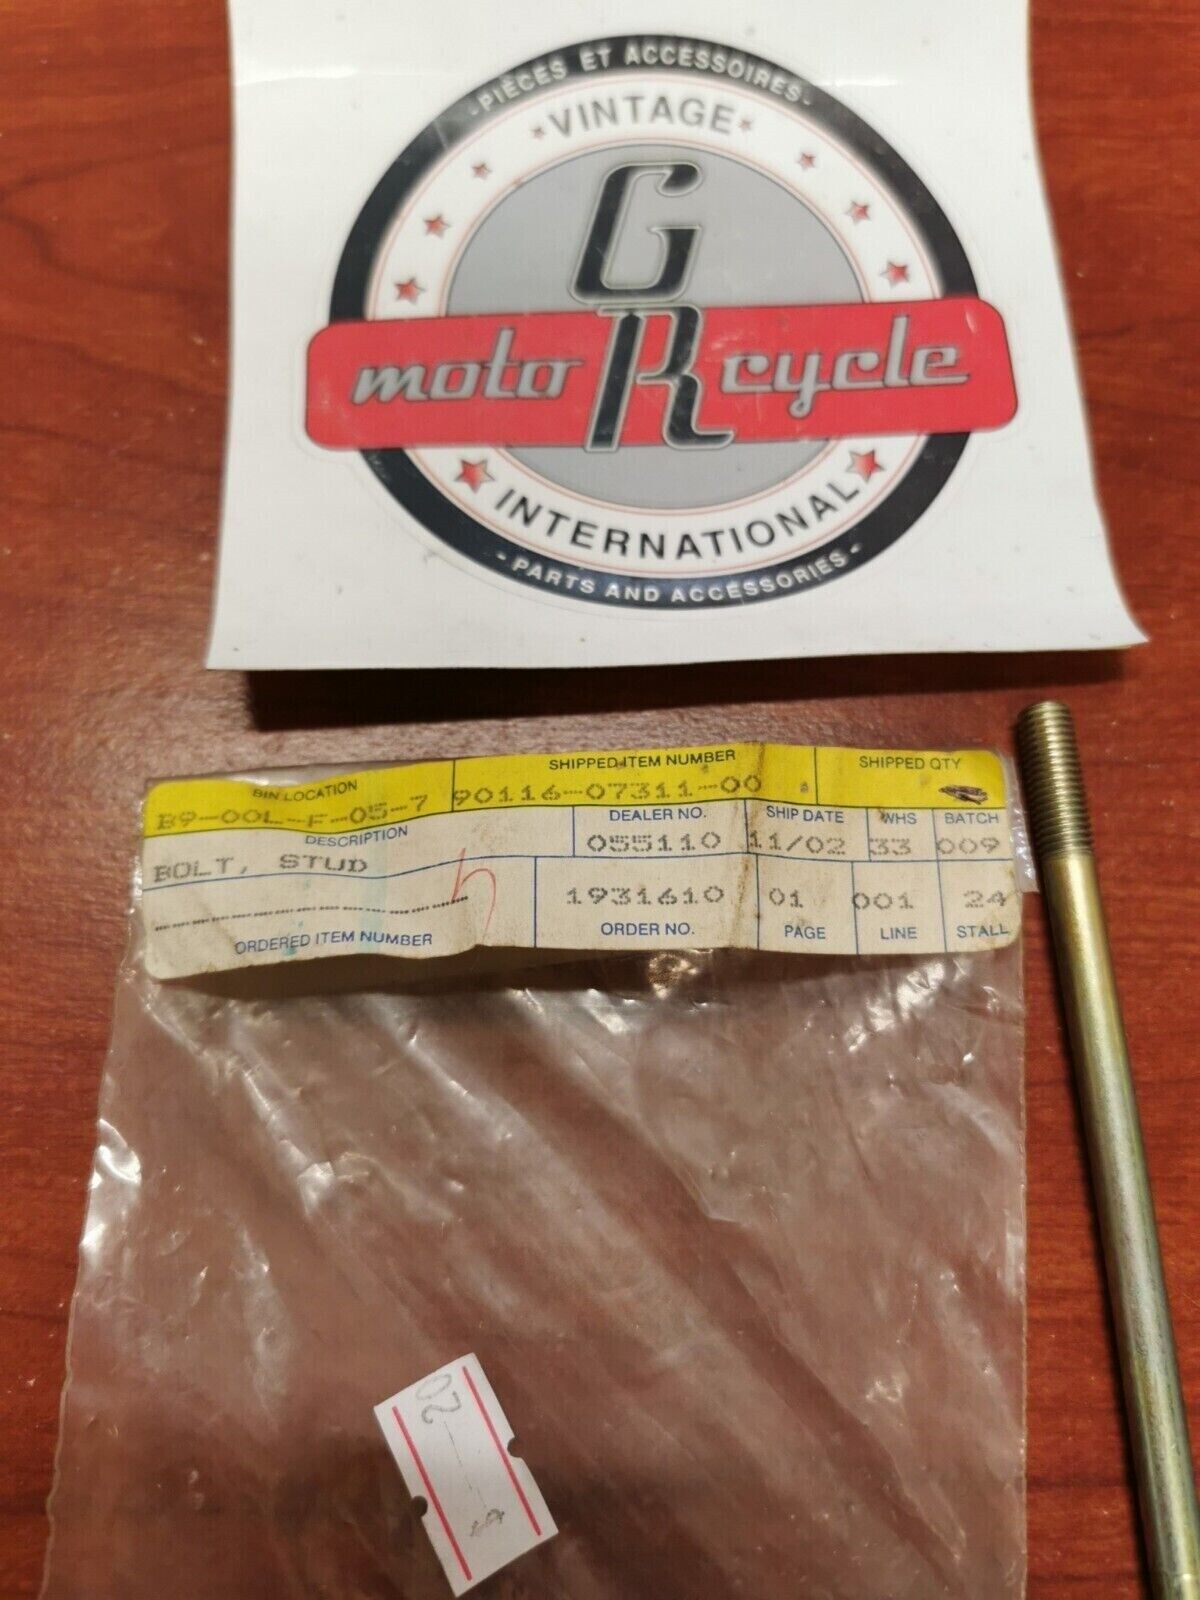 -PIÈCES ET ACCESSOIRES-
VINTAGE
GR
moto cycle
INTERNATIONAL
- PARTS AND ACCESSORIES -
BIN LOCATION SHIPPED ITEM NUMBER SHIPPED QTY
B9-00L-F-05-7 90116-07311-00
DESCRIPTION DEALER NO. SHIP DATE WHS BATCH
BOLT, STUD 055110 11/02 33 009
1931610 01 001 24
ORDERED ITEM NUMBER ORDER NO. PAGE LINE STALL
20